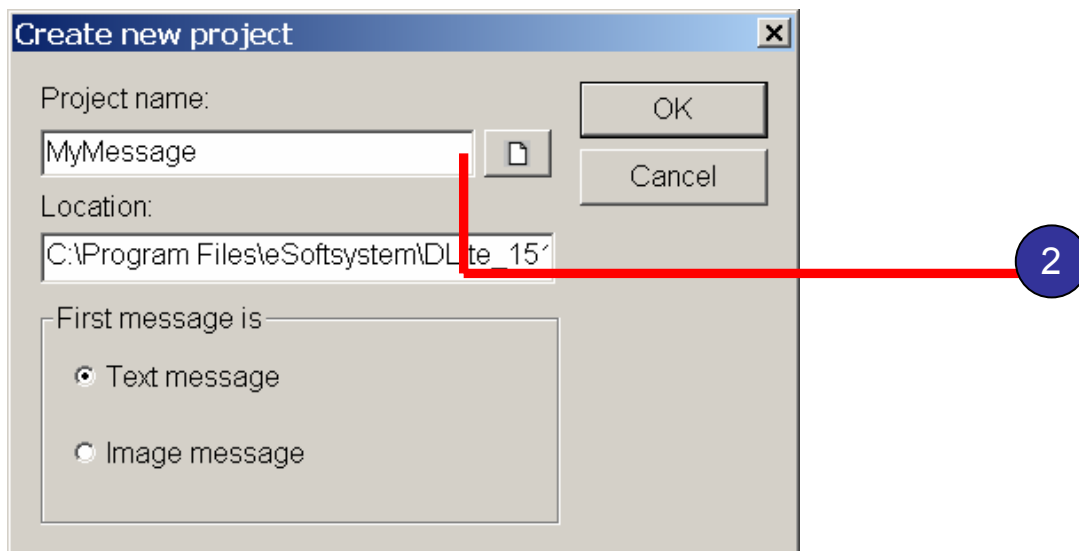 Create new project
Project name:
OK
MyMessage
Cancel
Location:
C:\Program Files\eSoftsystem\DLite_151
2
First message is
Text message
Image message